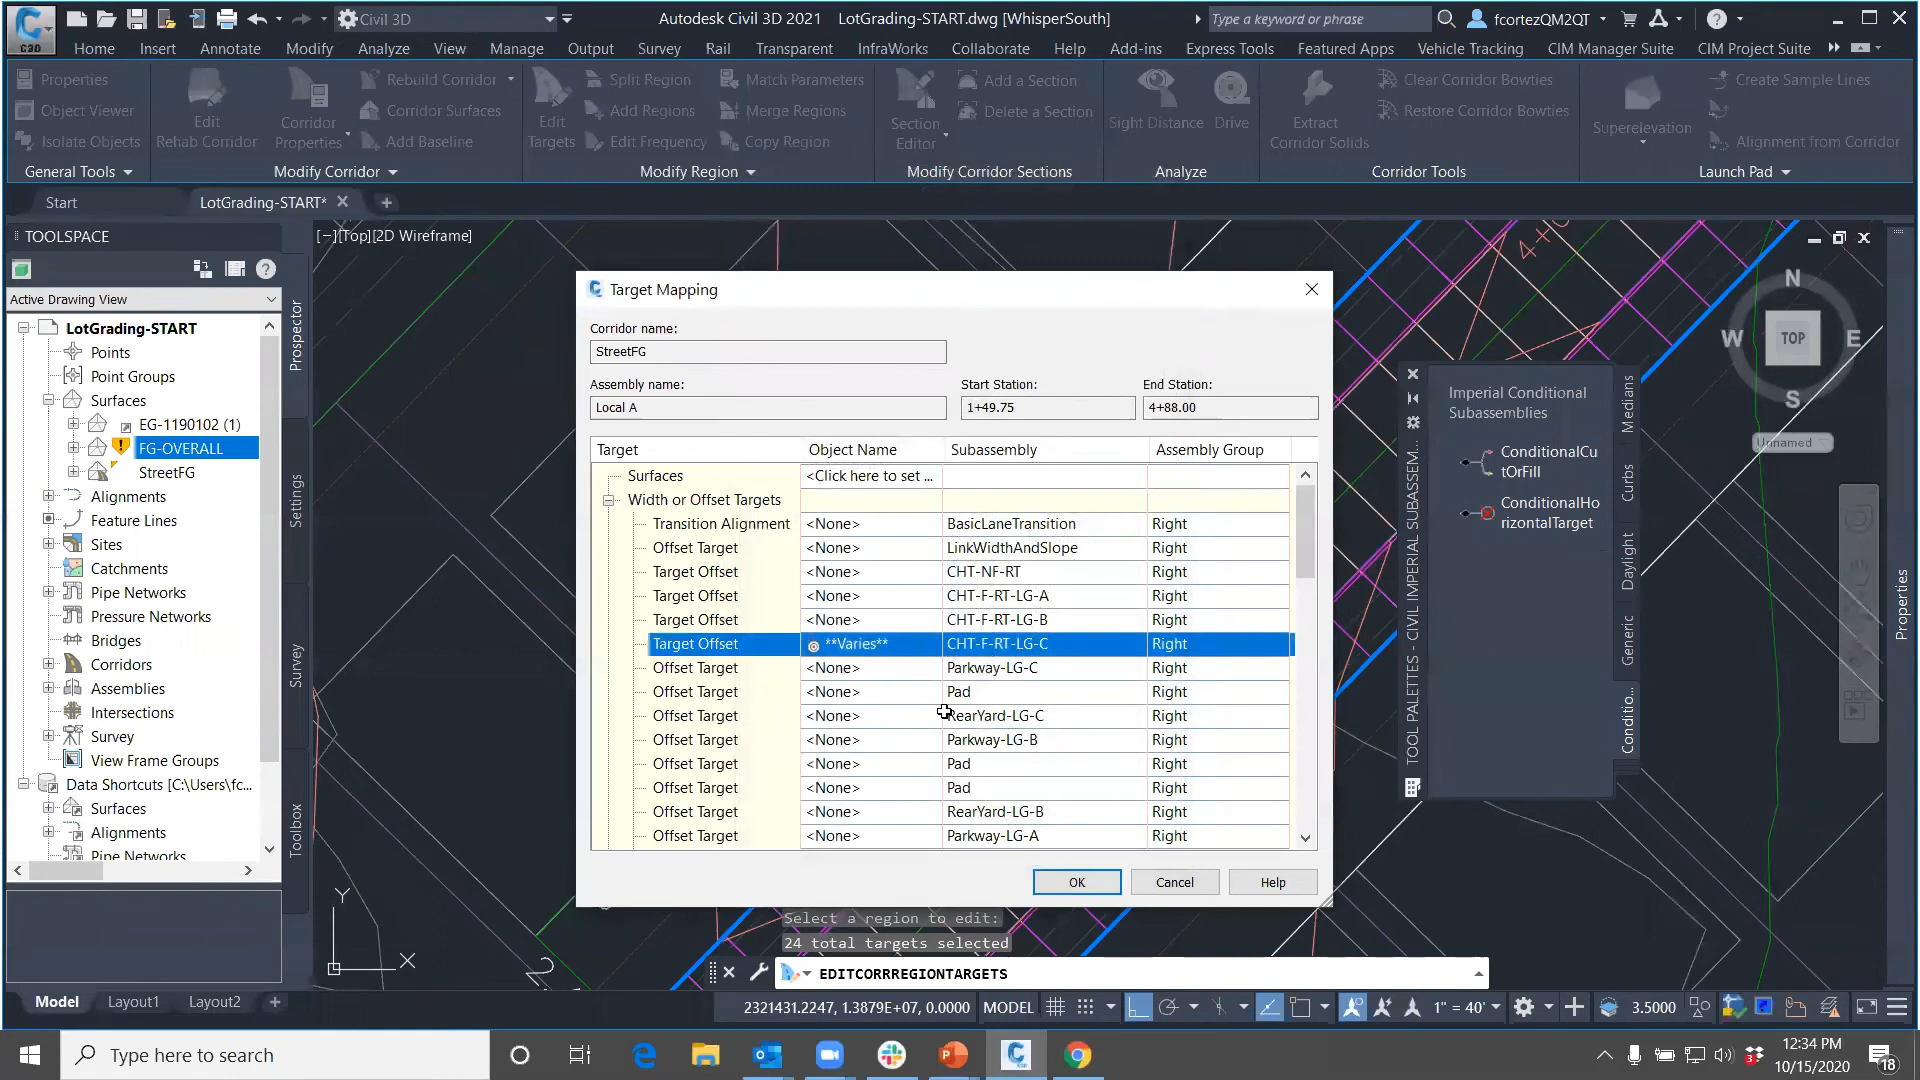 C3D
Civil 3D
Autodesk Civil 3D 2021 LotGrading-START.dwg [WhisperSouth]
Type a keyword or phrase
fcortezQM2QT
Home Insert Annotate Modify Analyze View Manage Output Survey Rail Transparent InfraWorks Collaborate Help Add-ins Express Tools Featured Apps Vehicle Tracking CIM Manager Suite CIM Project Suite
Properties
Object Viewer
Isolate Objects
General Tools
Edit
Rehab Corridor
Corridor
Properties
Rebuild Corridor
Corridor Surfaces
Add Baseline
Modify Corridor
Edit
Targets
Split Region
Add Regions
Edit Frequency
Match Parameters
Merge Regions
Copy Region
Modify Region
Section
Editor
Add a Section
Delete a Section
Modify Corridor Sections
Sight Distance
Drive
Analyze
Extract
Corridor Solids
Clear Corridor Bowties
Restore Corridor Bowties
Corridor Tools
Superelevation
Create Sample Lines
Alignment from Corridor
Launch Pad
Start
LotGrading-START*
TOOLSPACE
Active Drawing View
LotGrading-START
Points
Point Groups
Surfaces
EG-1190102 (1)
FG-OVERALL
StreetFG
Alignments
Feature Lines
Sites
Catchments
Pipe Networks
Pressure Networks
Bridges
Corridors
Assemblies
Intersections
Survey
View Frame Groups
Data Shortcuts [C:\Users\fc...
Surfaces
Alignments
Pipe Networks
Prospector
Settings
Survey
Toolbox
[−][Top][2D Wireframe]
Target Mapping
Corridor name:
StreetFG
Assembly name:
Start Station:
End Station:
Local A
1+49.75
4+88.00
Target Object Name Subassembly Assembly Group
Surfaces <Click here to set ...
Width or Offset Targets
Transition Alignment <None> BasicLaneTransition Right
Offset Target <None> LinkWidthAndSlope Right
Target Offset <None> CHT-NF-RT Right
Target Offset <None> CHT-F-RT-LG-A Right
Target Offset <None> CHT-F-RT-LG-B Right
Target Offset **Varies** CHT-F-RT-LG-C Right
Offset Target <None> Parkway-LG-C Right
Offset Target <None> Pad Right
Offset Target <None> RearYard-LG-C Right
Offset Target <None> Parkway-LG-B Right
Offset Target <None> Pad Right
Offset Target <None> Pad Right
Offset Target <None> RearYard-LG-B Right
Offset Target <None> Parkway-LG-A Right
OK
Cancel
Help
N
W
TOP
E
S
Unnamed
TOOL PALETTES - CIVIL IMPERIAL SUBASSEM...
Imperial Conditional
Subassemblies
ConditionalCu
tOrFill
ConditionalHo
rizontalTarget
Medians
Curbs
Daylight
Generic
Conditio...
Properties
Y
X
2
Select a region to edit:
24 total targets selected
EDITCORRREGIONTARGETS
Model
Layout1
Layout2
2321431.2247, 1.3879E+07, 0.0000
MODEL
1" = 40'
3.5000
Type here to search
3
12:34 PM
10/15/2020
18